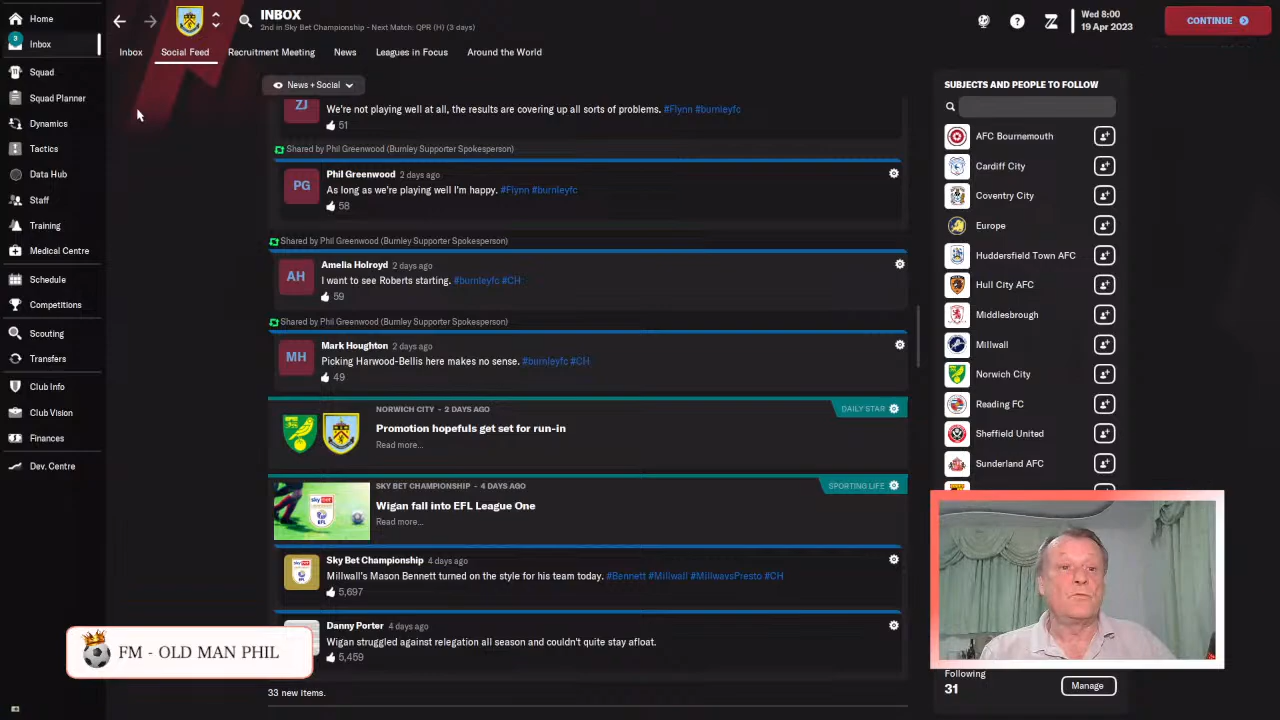 Home
3
Inbox
Squad
Squad Planner
Dynamics
Tactics
Data Hub
Staff
Training
Medical Centre
Schedule
Competitions
Scouting
Transfers
Club Info
Club Vision
Finances
Dev. Centre
INBOX
2nd in Sky Bet Championship - Next Match: QPR (H) (3 days)
?
Wed 8:00
19 Apr 2023
CONTINUE
Inbox
Social Feed
Recruitment Meeting
News
Leagues in Focus
Around the World
News + Social
ZJ
We're not playing well at all, the results are covering up all sorts of problems. #Flynn #burnleyfc
51
Shared by Phil Greenwood (Burnley Supporter Spokesperson)
PG
Phil Greenwood 2 days ago
As long as we're playing well I'm happy. #Flynn #burnleyfc
58
Shared by Phil Greenwood (Burnley Supporter Spokesperson)
AH
Amelia Holroyd 2 days ago
I want to see Roberts starting. #burnleyfc #CH
59
Shared by Phil Greenwood (Burnley Supporter Spokesperson)
MH
Mark Houghton 2 days ago
Picking Harwood-Bellis here makes no sense. #burnleyfc #CH
49
NORWICH CITY - 2 DAYS AGO
DAILY STAR
Promotion hopefuls get set for run-in
Read more...
SKY BET CHAMPIONSHIP - 4 DAYS AGO
SPORTING LIFE
Wigan fall into EFL League One
Read more...
sky bet
EFL
Sky Bet Championship 4 days ago
Millwall's Mason Bennett turned on the style for his team today. #Bennett #Millwall #MillwavsPresto #CH
5,697
Danny Porter 4 days ago
Wigan struggled against relegation all season and couldn't quite stay afloat.
5,459
33 new items.
SUBJECTS AND PEOPLE TO FOLLOW
AFC Bournemouth
Cardiff City
Coventry City
Europe
Huddersfield Town AFC
Hull City AFC
Middlesbrough
Millwall
Norwich City
Reading FC
Sheffield United
Sunderland AFC
Following
31
Manage
FM - OLD MAN PHIL